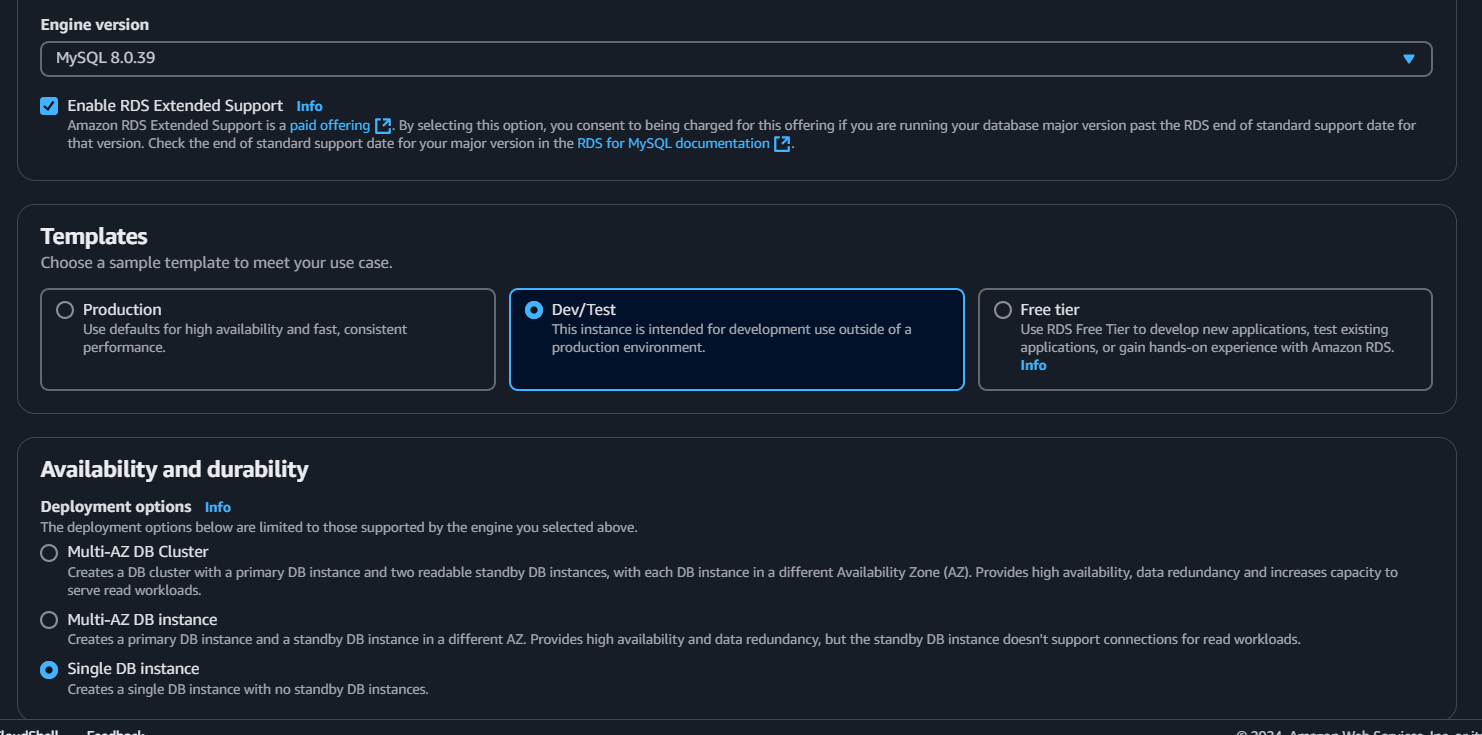 Engine version
MySQL 8.0.39
Enable RDS Extended Support Info
Amazon RDS Extended Support is a paid offering. By selecting this option, you consent to being charged for this offering if you are running your database major version past the RDS end of standard support date for
that version. Check the end of standard support date for your major version in the RDS for MySQL documentation.
Templates
Choose a sample template to meet your use case.
Production
Use defaults for high availability and fast, consistent
performance.
Dev/Test
This instance is intended for development use outside of a
production environment.
Free tier
Use RDS Free Tier to develop new applications, test existing
applications, or gain hands-on experience with Amazon RDS.
Info
Availability and durability
Deployment options Info
The deployment options below are limited to those supported by the engine you selected above.
Multi-AZ DB Cluster
Creates a DB cluster with a primary DB instance and two readable standby DB instances, with each DB instance in a different Availability Zone (AZ). Provides high availability, data redundancy and increases capacity to
serve read workloads.
Multi-AZ DB instance
Creates a primary DB instance and a standby DB instance in a different AZ. Provides high availability and data redundancy, but the standby DB instance doesn't support connections for read workloads.
Single DB instance
Creates a single DB instance with no standby DB instances.
Feedback © 2024, Amazon Web Services, Inc. or